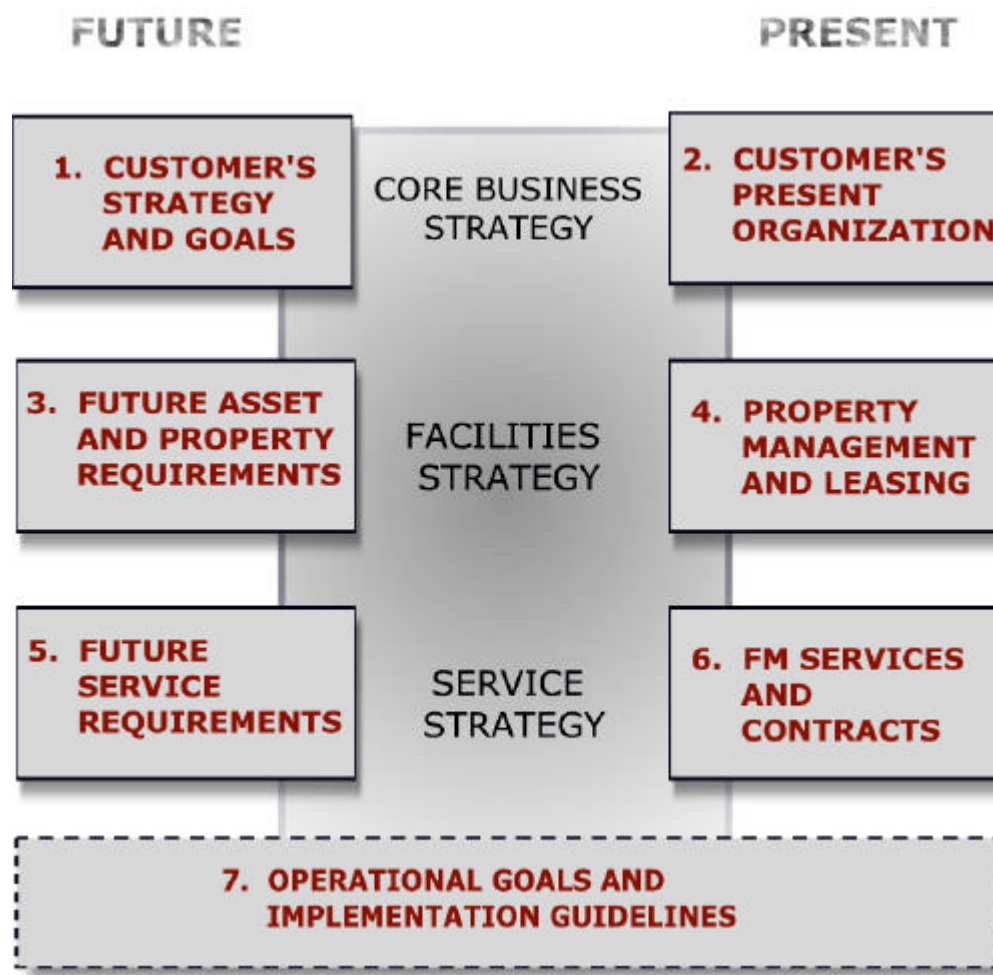 FUTURE
PRESENT
1. CUSTOMER'S
STRATEGY
AND GOALS
CORE BUSINESS
STRATEGY
2. CUSTOMER'S
PRESENT
ORGANIZATION
3. FUTURE ASSET
AND PROPERTY
REQUIREMENTS
FACILITIES
STRATEGY
4. PROPERTY
MANAGEMENT
AND LEASING
5. FUTURE
SERVICE
REQUIREMENTS
SERVICE
STRATEGY
6. FM SERVICES
AND
CONTRACTS
7. OPERATIONAL GOALS AND
IMPLEMENTATION GUIDELINES